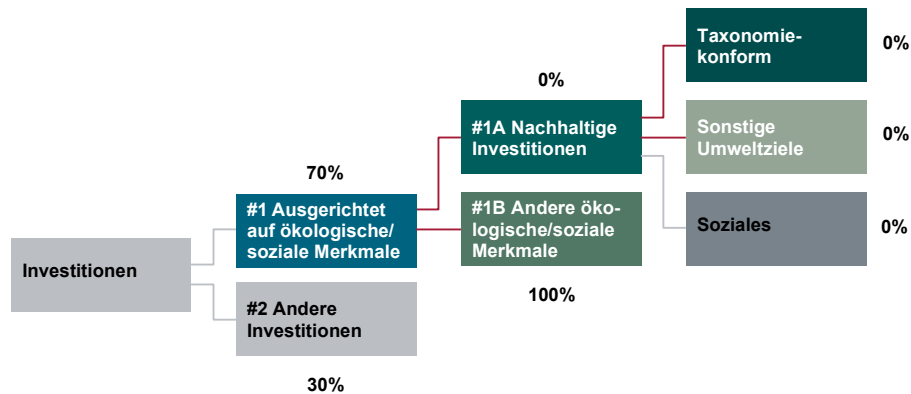 Investitionen
70%
#1 Ausgerichtet
auf ökologische/
soziale Merkmale
#2 Andere
Investitionen
30%
0%
#1A Nachhaltige
Investitionen
#1B Andere öko-
logische/soziale
Merkmale
100%
Taxonomie-
konform
0%
Sonstige
Umweltziele
0%
Soziales
0%